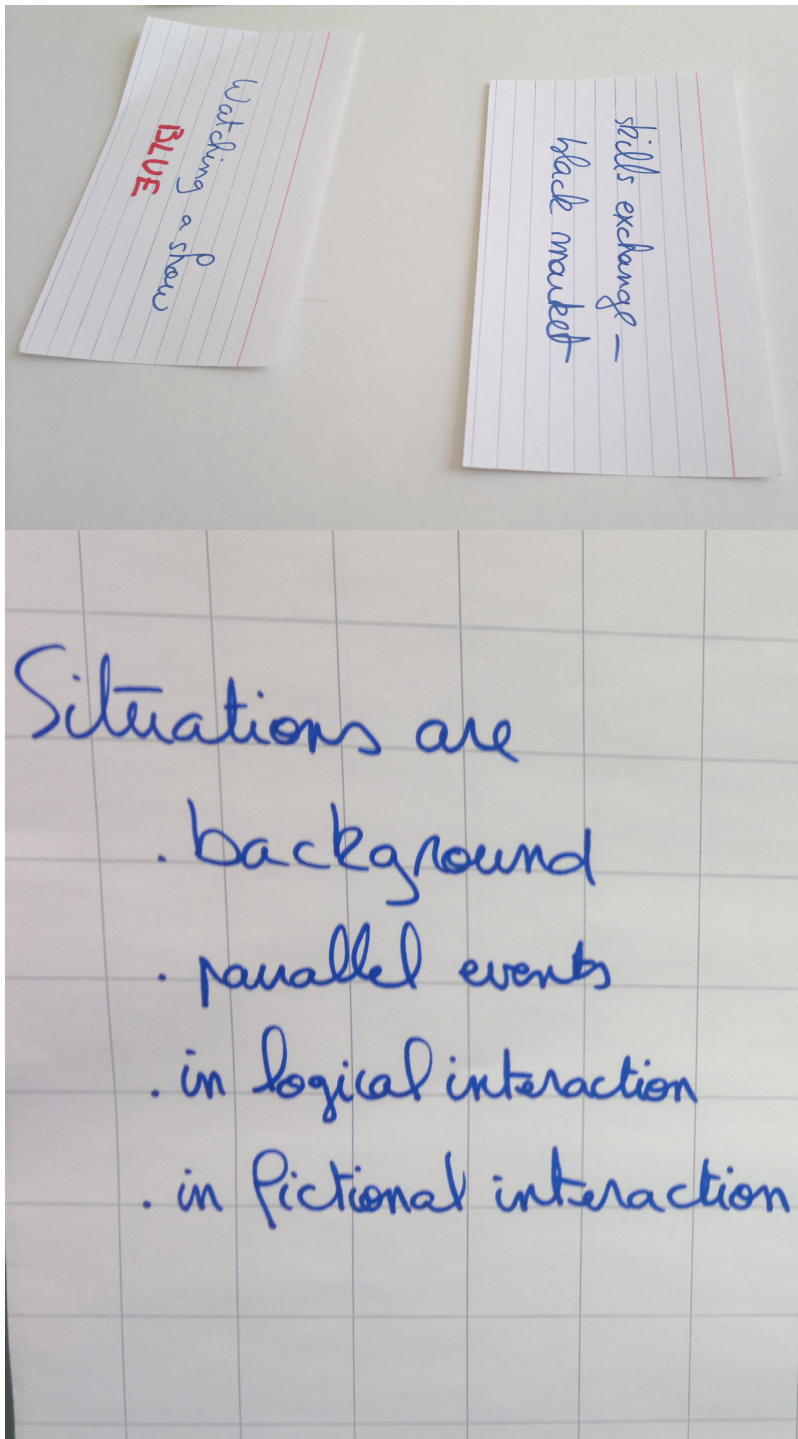 Watching a show
BLUE
skills exchange –
black market
Situations are
. background
. parallel events
. in logical interaction
. in fictional interaction